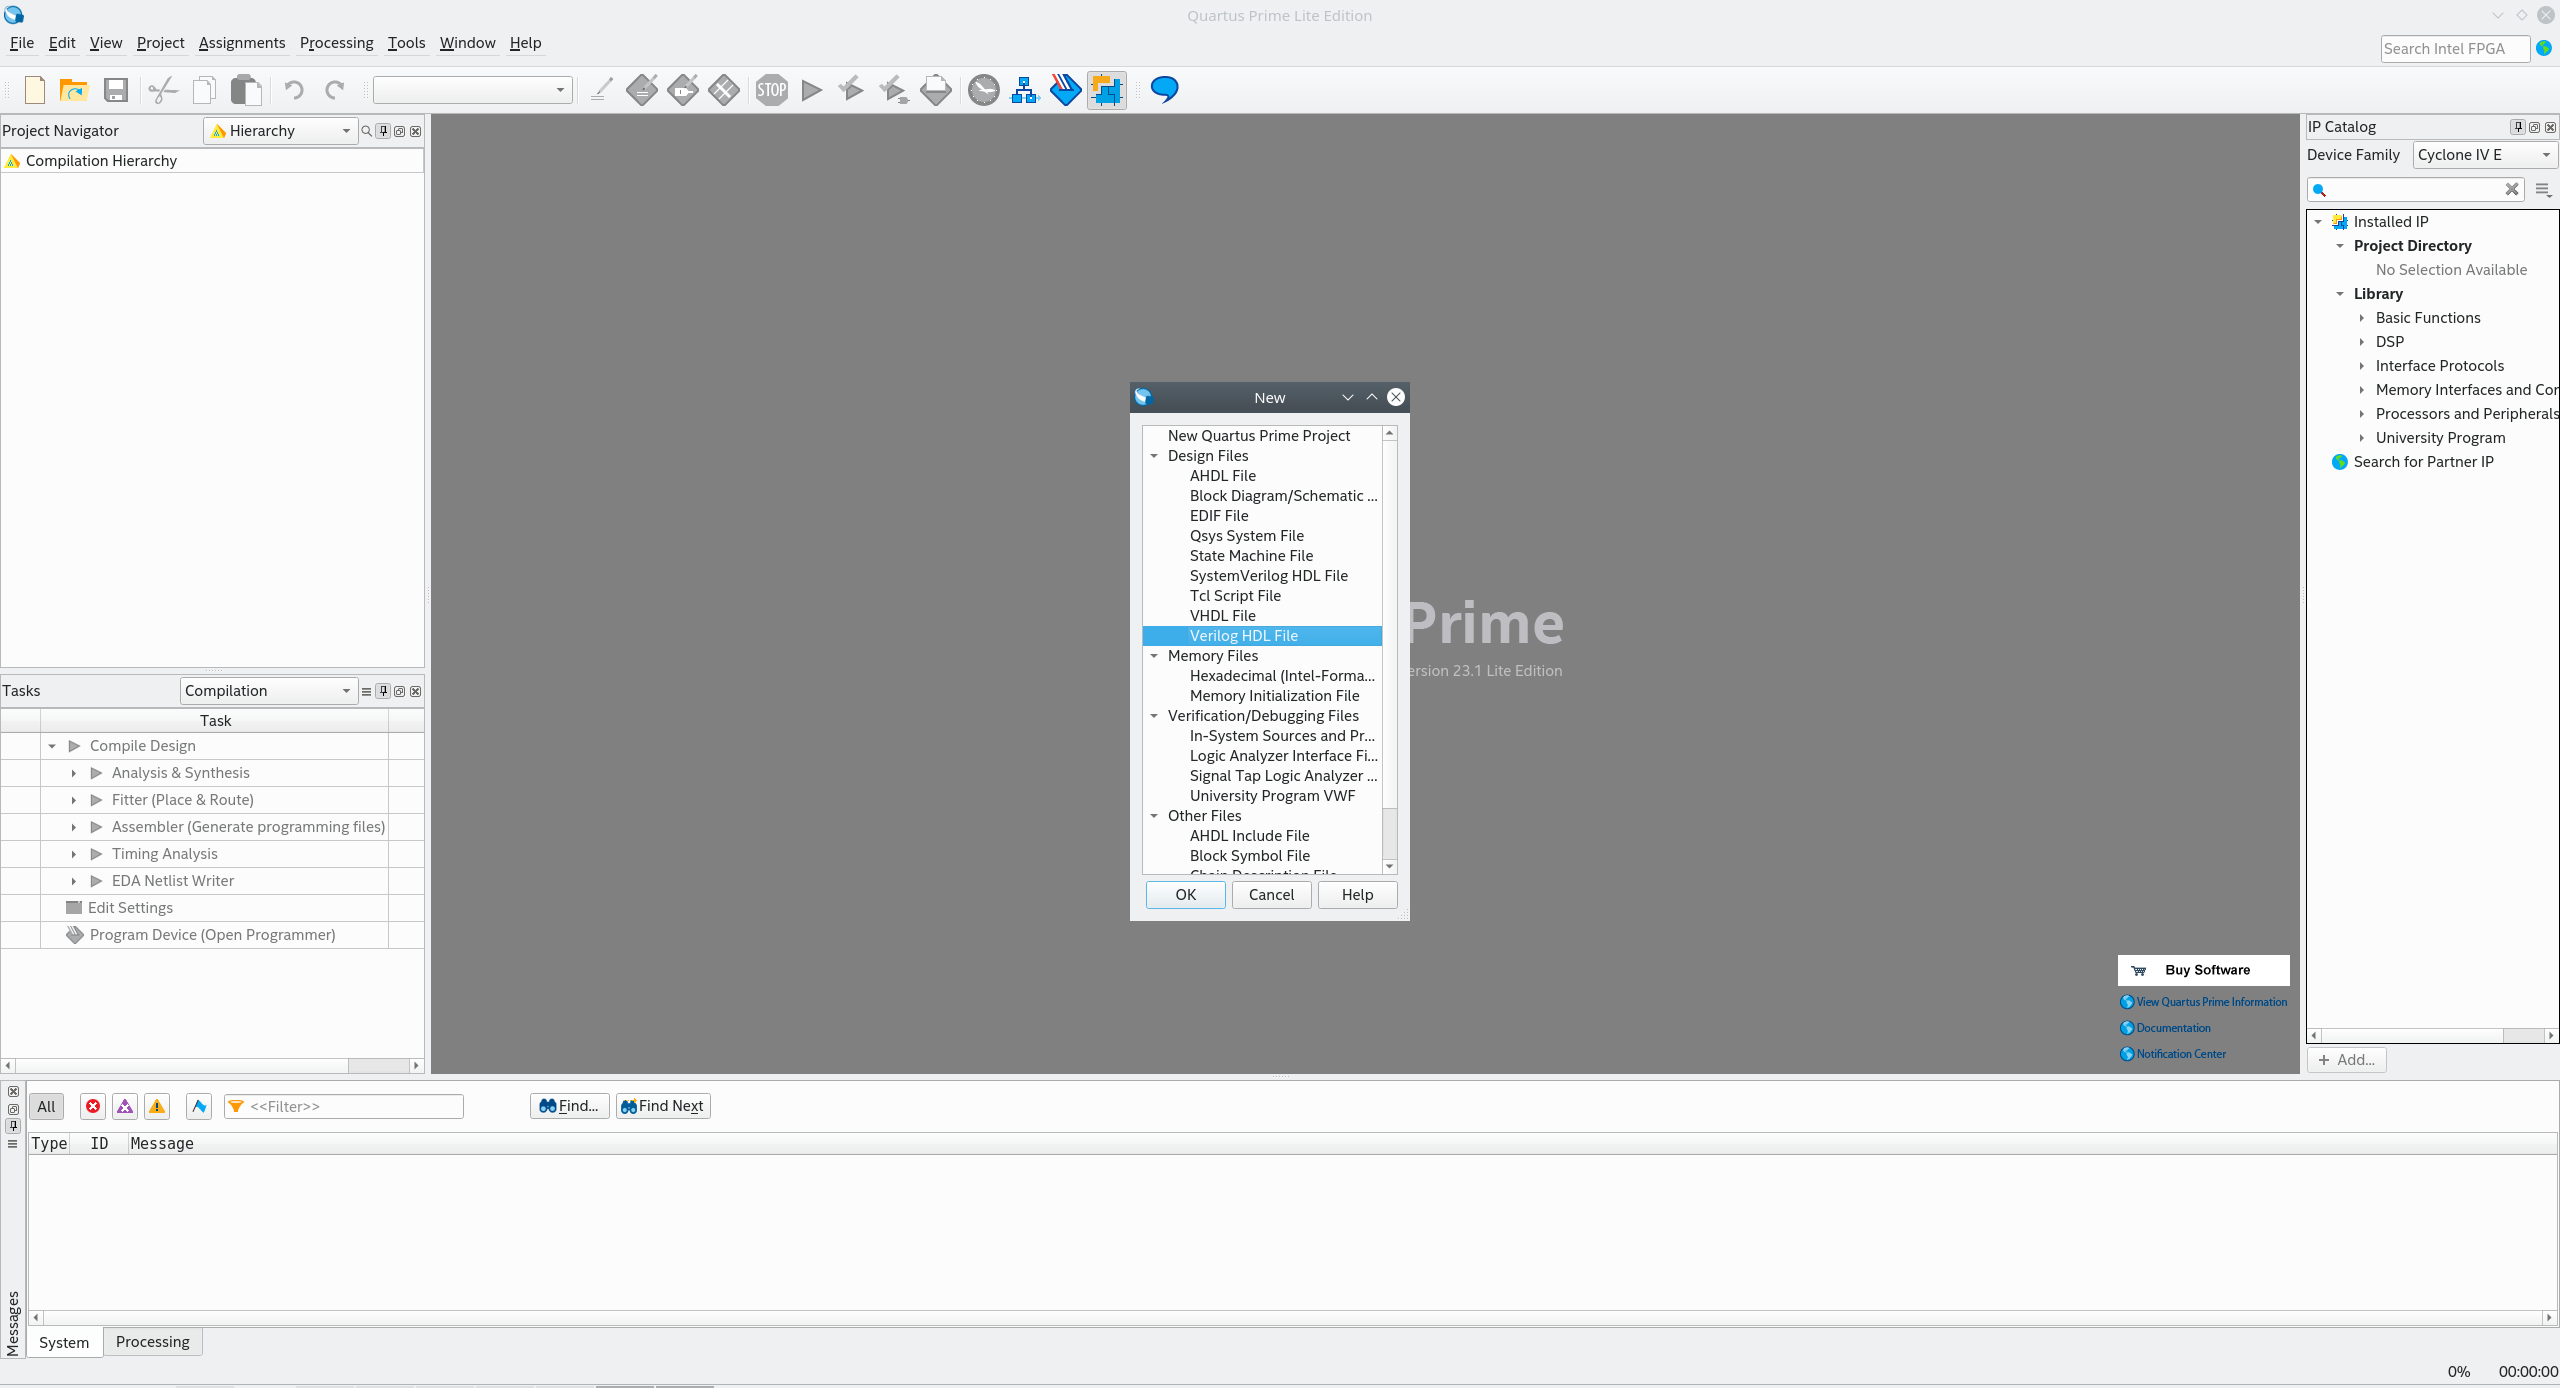 Quartus Prime Lite Edition
File Edit View Project Assignments Processing Tools Window Help
Search Intel FPGA
STOP
Project Navigator
Hierarchy
Compilation Hierarchy
Tasks
Compilation
Task
Compile Design
Analysis & Synthesis
Fitter (Place & Route)
Assembler (Generate programming files)
Timing Analysis
EDA Netlist Writer
Edit Settings
Program Device (Open Programmer)
Prime
ersion 23.1 Lite Edition
New
New Quartus Prime Project
Design Files
AHDL File
Block Diagram/Schematic ...
EDIF File
Qsys System File
State Machine File
SystemVerilog HDL File
Tcl Script File
VHDL File
Verilog HDL File
Memory Files
Hexadecimal (Intel-Forma...
Memory Initialization File
Verification/Debugging Files
In-System Sources and Pr...
Logic Analyzer Interface Fi...
Signal Tap Logic Analyzer ...
University Program VWF
Other Files
AHDL Include File
Block Symbol File
Chain Description File
OK
Cancel
Help
Buy Software
View Quartus Prime Information
Documentation
Notification Center
IP Catalog
Device Family
Cyclone IV E
Installed IP
Project Directory
No Selection Available
Library
Basic Functions
DSP
Interface Protocols
Memory Interfaces and Cor
Processors and Peripherals
University Program
Search for Partner IP
+ Add...
Messages
All
<<Filter>>
Find...
Find Next
Type ID Message
System
Processing
0% 00:00:00